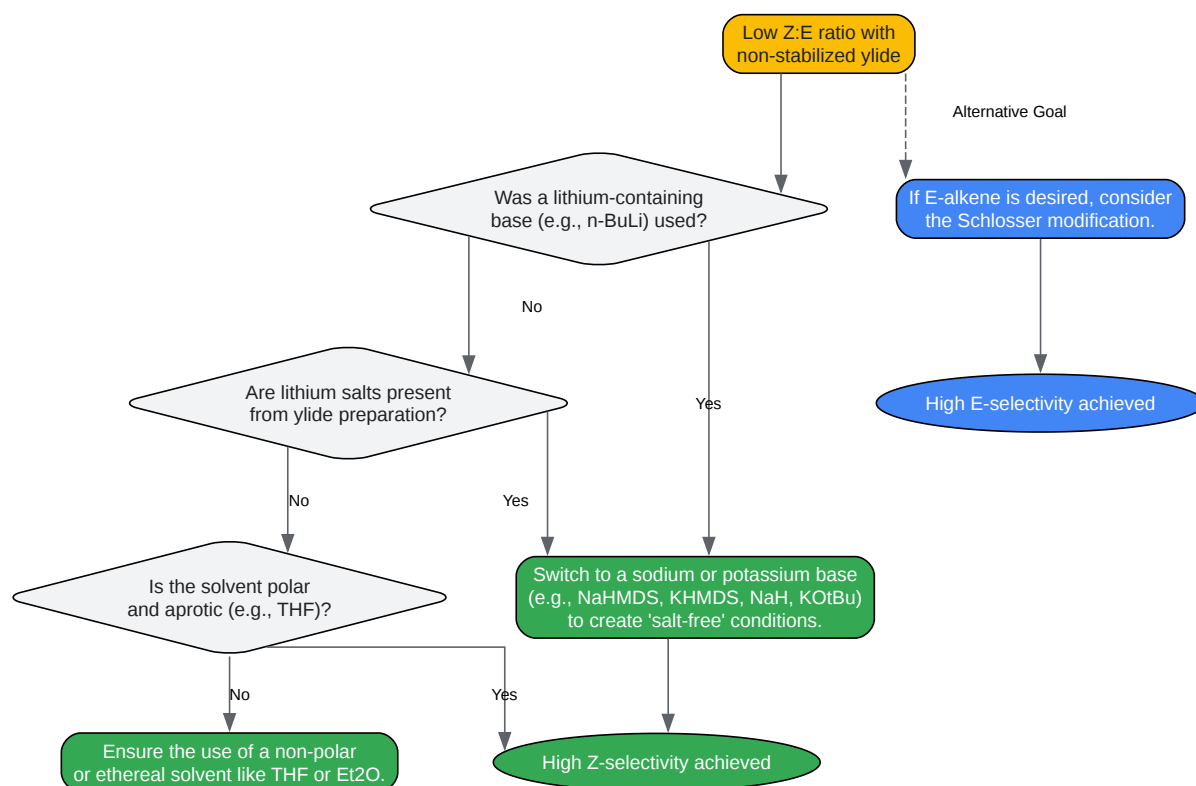 Low Z:E ratio with
non-stabilized ylide
Alternative Goal
Was a lithium-containing
base (e.g., n-BuLi) used?
If E-alkene is desired, consider
the Schlosser modification.
No
Are lithium salts present
from ylide preparation?
Yes
High E-selectivity achieved
No
Yes
Is the solvent polar
and aprotic (e.g., THF)?
Switch to a sodium or potassium base
(e.g., NaHMDS, KHMDS, NaH, KOtBu)
to create 'salt-free' conditions.
No
Yes
Ensure the use of a non-polar
or ethereal solvent like THF or Et2O.
High Z-selectivity achieved